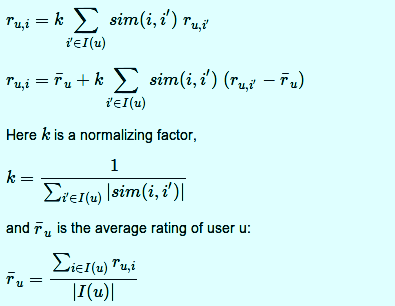 r_{u,i} = k ∑_{i'∈I(u)} sim(i, i') r_{u,i'}
r_{u,i} = r̄_u + k ∑_{i'∈I(u)} sim(i, i') (r_{u,i'} − r̄_u)
Here k is a normalizing factor,
k = 1 / ∑_{i'∈I(u)} |sim(i, i')|
and r̄_u is the average rating of user u:
r̄_u = ∑_{i∈I(u)} r_{u,i} / |I(u)|